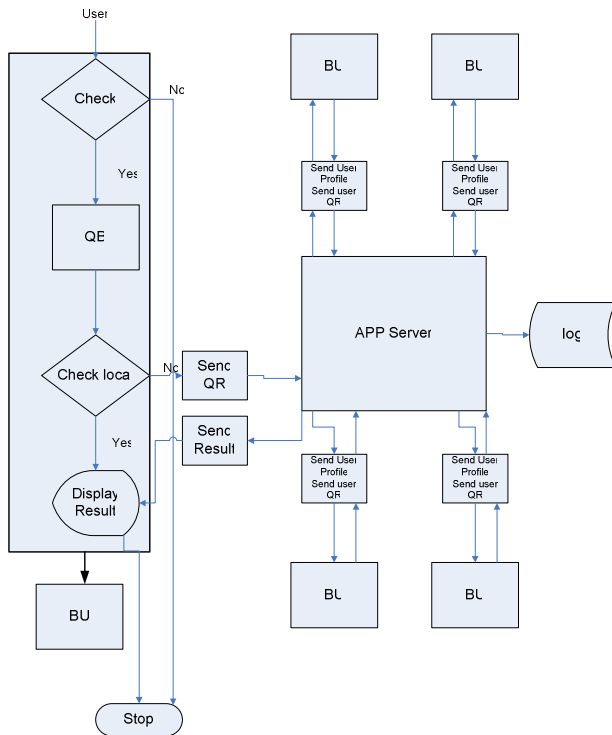 User
Check
No
Yes
QE
Check loca
No
Yes
Display
Result
BU
Stop
Send
QR
Send
Result
BU
BU
Send User
Profile
Send user
QR
Send User
Profile
Send user
QR
APP Server
log
Send User
Profile
Send user
QR
Send User
Profile
Send user
QR
BU
BU